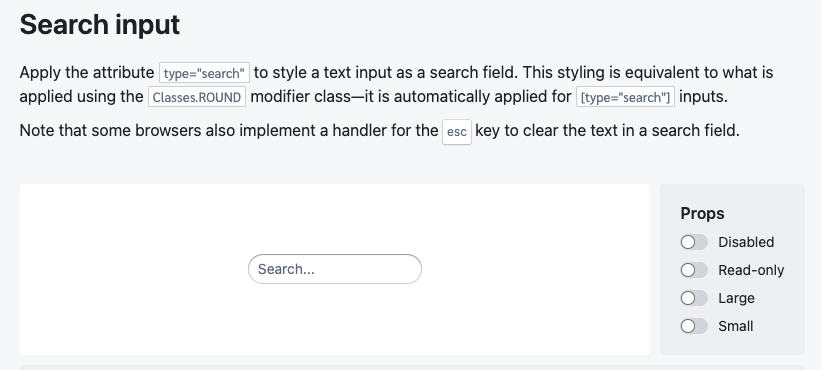 Search input
Apply the attribute type="search" to style a text input as a search field. This styling is equivalent to what is
applied using the Classes.ROUND modifier class—it is automatically applied for [type="search"] inputs.
Note that some browsers also implement a handler for the esc key to clear the text in a search field.
Search...
Props
Disabled
Read-only
Large
Small